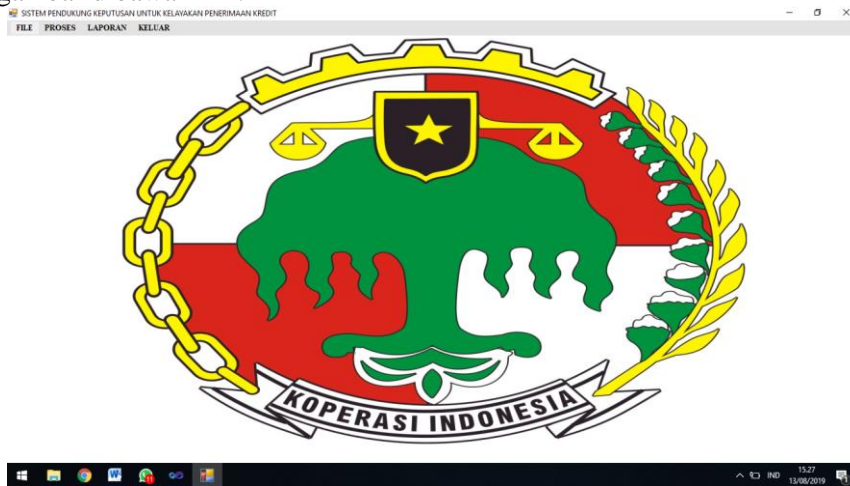 SISTEM PENDUKUNG KEPUTUSAN UNTUK KELAYAKAN PENERIMAAN KREDIT
FILE PROSES LAPORAN KELUAR
KOPERASI INDONESIA
IND
15.27
13/08/2019